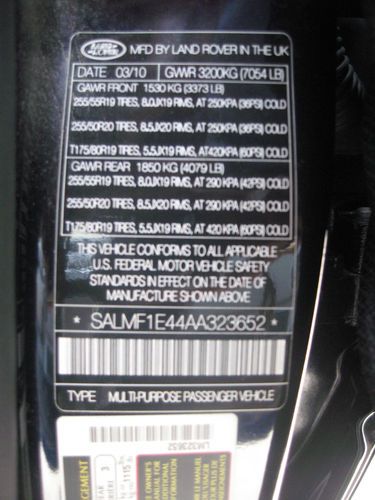 LAND ROVER MFD BY LAND ROVER IN THE UK
DATE 03/10 GWWR 3200KG (7054 LB)
GAWR FRONT 1530 KG (3373 LB)
255/55R19 TIRES, 8.0JX19 RIMS, AT 250KPA (36PSI) COLD
255/50R20 TIRES, 8.5JX20 RIMS, AT 250KPA (36PSI) COLD
T175/80R19 TIRES, 5.5JX19 RIMS, AT420KPA (60PSI) COLD
GAWR REAR 1850 KG (4079 LB)
255/55R19 TIRES, 8.0JX19 RIMS, AT 290 KPA (42PSI) COLD
255/50R20 TIRES, 8.5JX20 RIMS, AT 290 KPA (42PSI) COLD
T175/80R19 TIRES, 5.5JX19 RIMS, AT 420 KPA (60PSI) COLD
THIS VEHICLE CONFORMS TO ALL APPLICABLE
U.S. FEDERAL MOTOR VEHICLE SAFETY
STANDARDS IN EFFECT ON THE DATE OF
MANUFACTURE SHOWN ABOVE
* SALMF1E44AA323652 *
TYPE MULTI-PURPOSE PASSENGER VEHICLE
LM323652